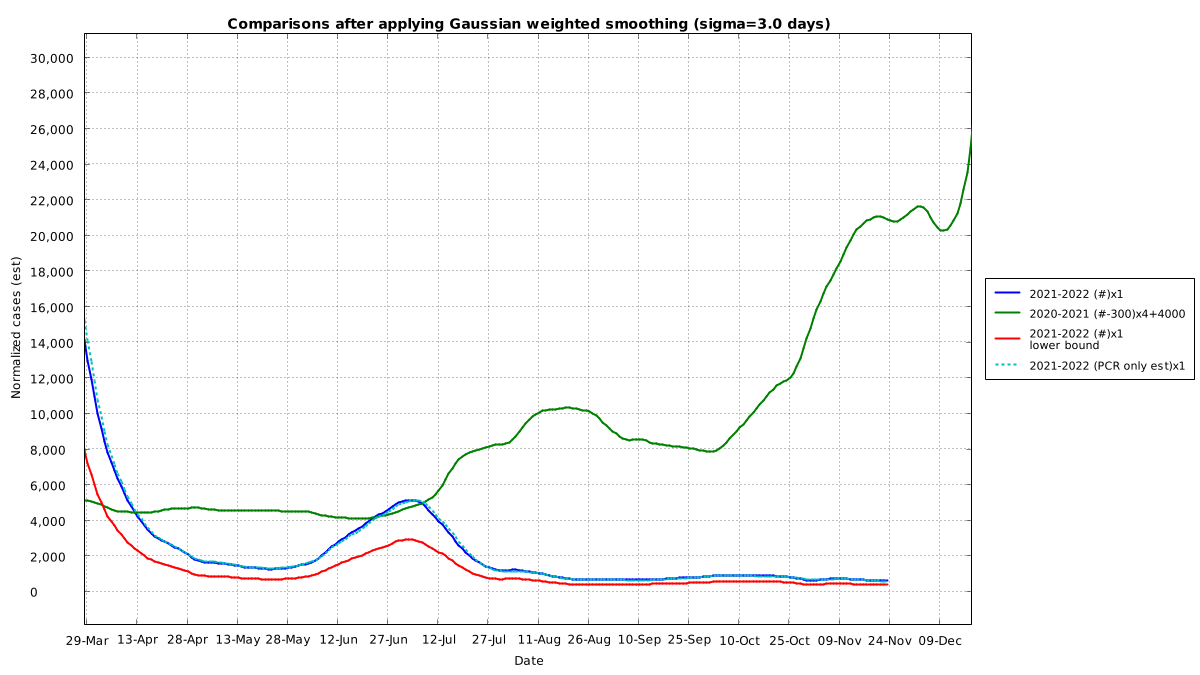 Comparisons after applying Gaussian weighted smoothing (sigma=3.0 days)
30,000
28,000
26,000
24,000
22,000
20,000
18,000
16,000
14,000
12,000
10,000
8,000
6,000
4,000
2,000
0
Normalized cases (est)
29-Mar 13-Apr 28-Apr 13-May 28-May 12-Jun 27-Jun 12-Jul 27-Jul 11-Aug 26-Aug 10-Sep 25-Sep 10-Oct 25-Oct 09-Nov 24-Nov 09-Dec
Date
2021-2022 (#)x1
2020-2021 (#-300)x4+4000
2021-2022 (#)x1
lower bound
2021-2022 (PCR only est)x1